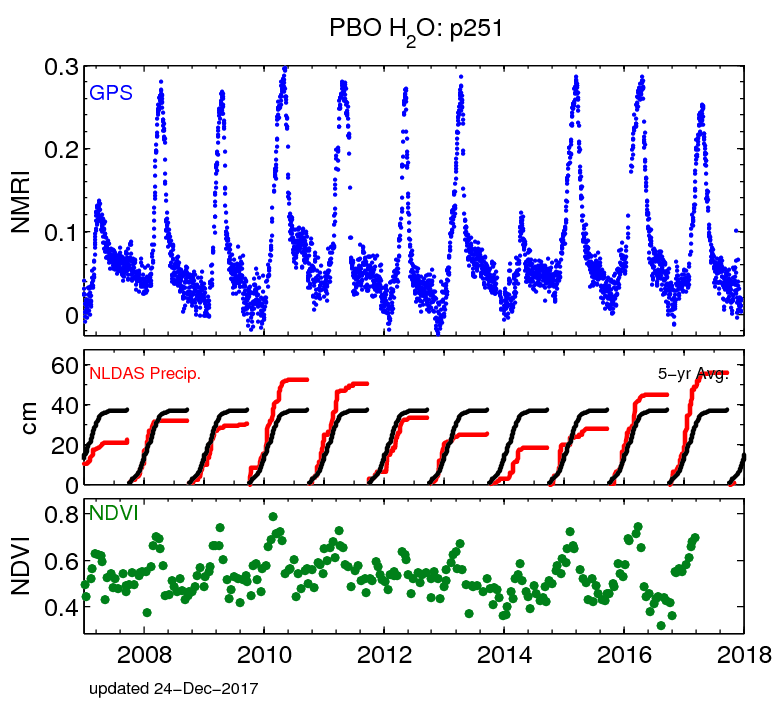 PBO H2O: p251
0.3
GPS
0.2
NMRI
0.1
0
60
NLDAS Precip. 5-yr Avg.
40
cm
20
0
0.8
NDVI
0.6
NDVI
0.4
2008 2010 2012 2014 2016 2018
updated 24-Dec-2017